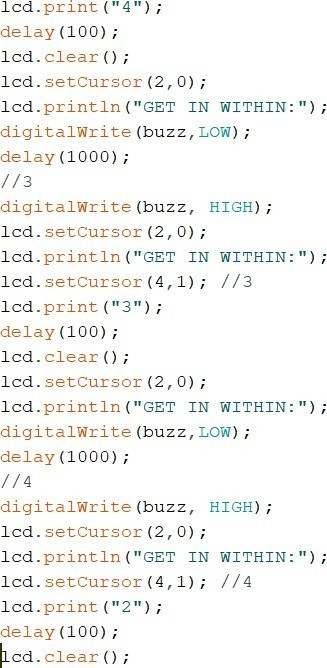 lcd.print("4");
delay(100);
lcd.clear();
lcd.setCursor(2,0);
lcd.println("GET IN WITHIN:");
digitalWrite(buzz,LOW);
delay(1000);
//3
digitalWrite(buzz, HIGH);
lcd.setCursor(2,0);
lcd.println("GET IN WITHIN:");
lcd.setCursor(4,1); //3
lcd.print("3");
delay(100);
lcd.clear();
lcd.setCursor(2,0);
lcd.println("GET IN WITHIN:");
digitalWrite(buzz,LOW);
delay(1000);
//4
digitalWrite(buzz, HIGH);
lcd.setCursor(2,0);
lcd.println("GET IN WITHIN:");
lcd.setCursor(4,1); //4
lcd.print("2");
delay(100);
lcd.clear();